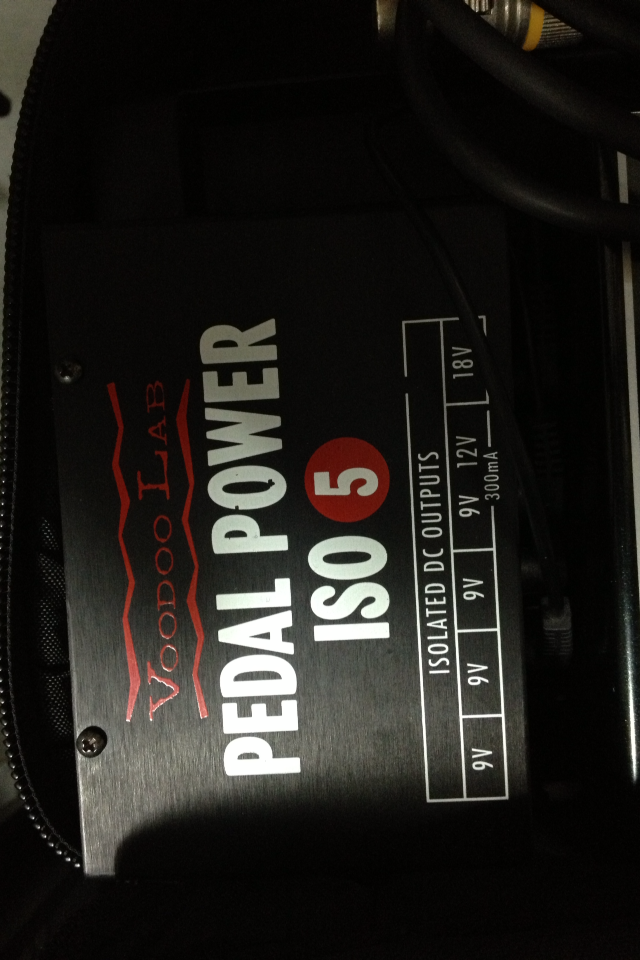 VOODOO LAB
PEDAL POWER
ISO 5
ISOLATED DC OUTPUTS
9V 9V 9V 9V 12V 18V
300mA